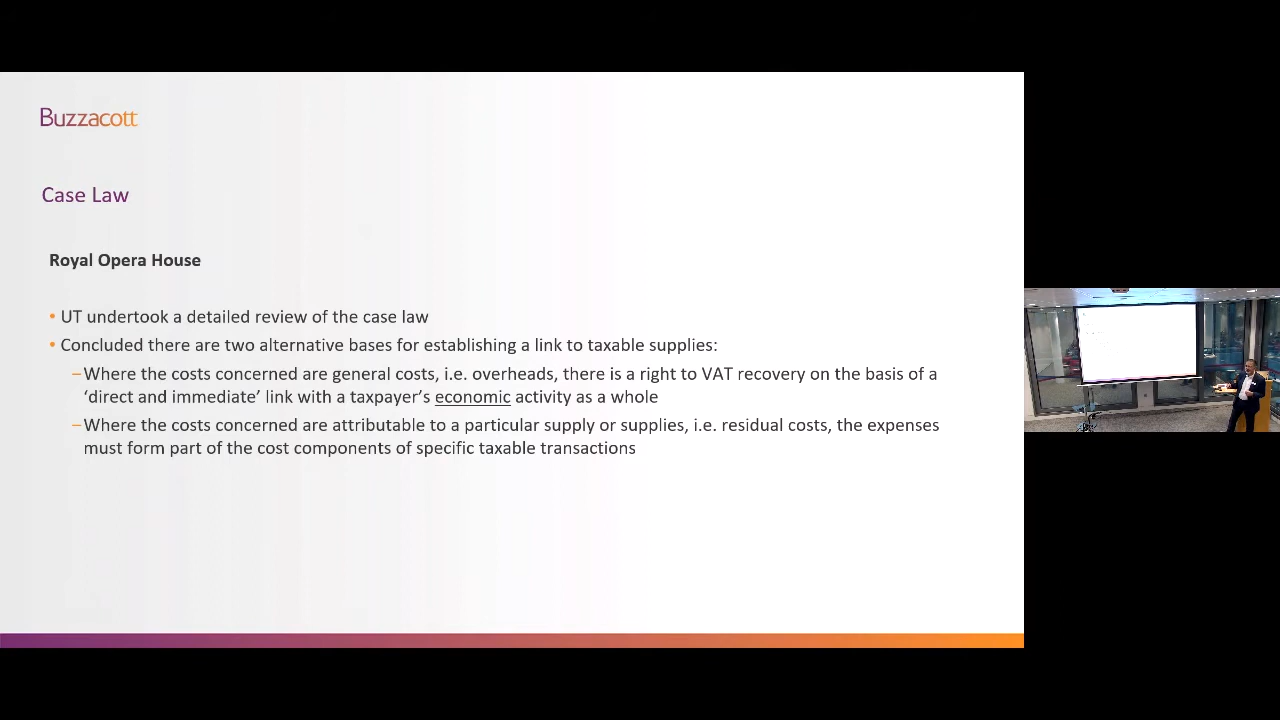 Buzzacott
Case Law
Royal Opera House
• UT undertook a detailed review of the case law
• Concluded there are two alternative bases for establishing a link to taxable supplies:
–Where the costs concerned are general costs, i.e. overheads, there is a right to VAT recovery on the basis of a
‘direct and immediate’ link with a taxpayer’s economic activity as a whole
–Where the costs concerned are attributable to a particular supply or supplies, i.e. residual costs, the expenses
must form part of the cost components of specific taxable transactions